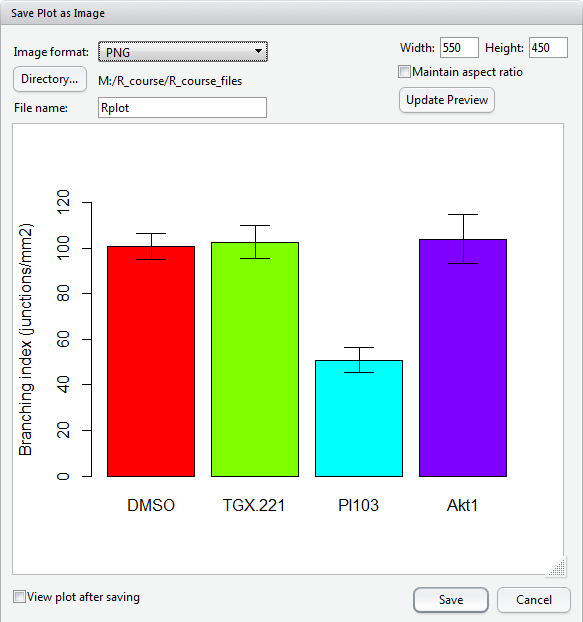 Save Plot as Image
Image format: PNG
Width: 550 Height: 450
Directory... M:/R_course/R_course_files
Maintain aspect ratio
File name: Rplot
Update Preview
Branching index (junctions/mm2)
120
100
80
60
40
20
0
DMSO TGX.221 PI103 Akt1
View plot after saving
Save Cancel